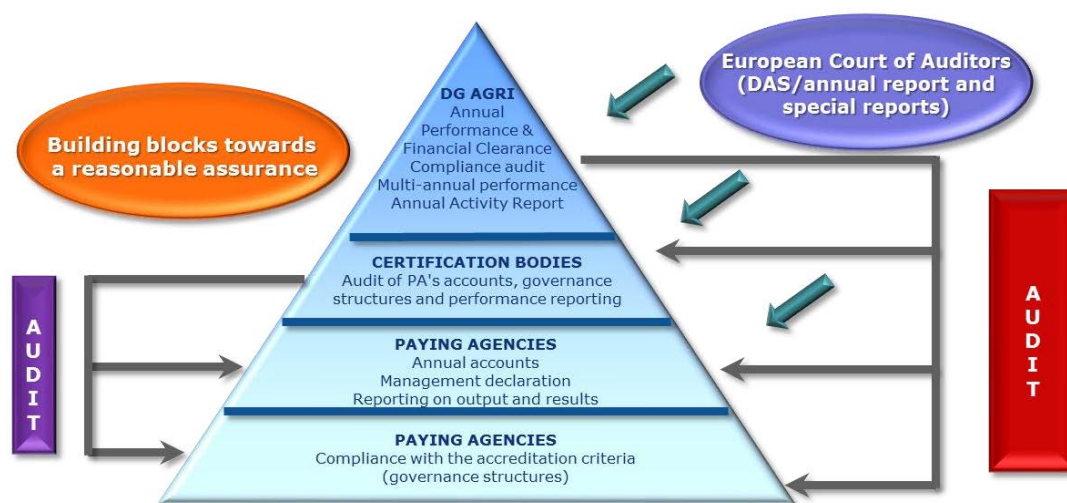 European Court of Auditors
(DAS/annual report and
special reports)
Building blocks towards
a reasonable assurance
DG AGRI
Annual
Performance &
Financial Clearance
Compliance audit
Multi-annual performance
Annual Activity Report
CERTIFICATION BODIES
Audit of PA's accounts, governance
structures and performance reporting
PAYING AGENCIES
Annual accounts
Management declaration
Reporting on output and results
PAYING AGENCIES
Compliance with the accreditation criteria
(governance structures)
AUDIT
AUDIT